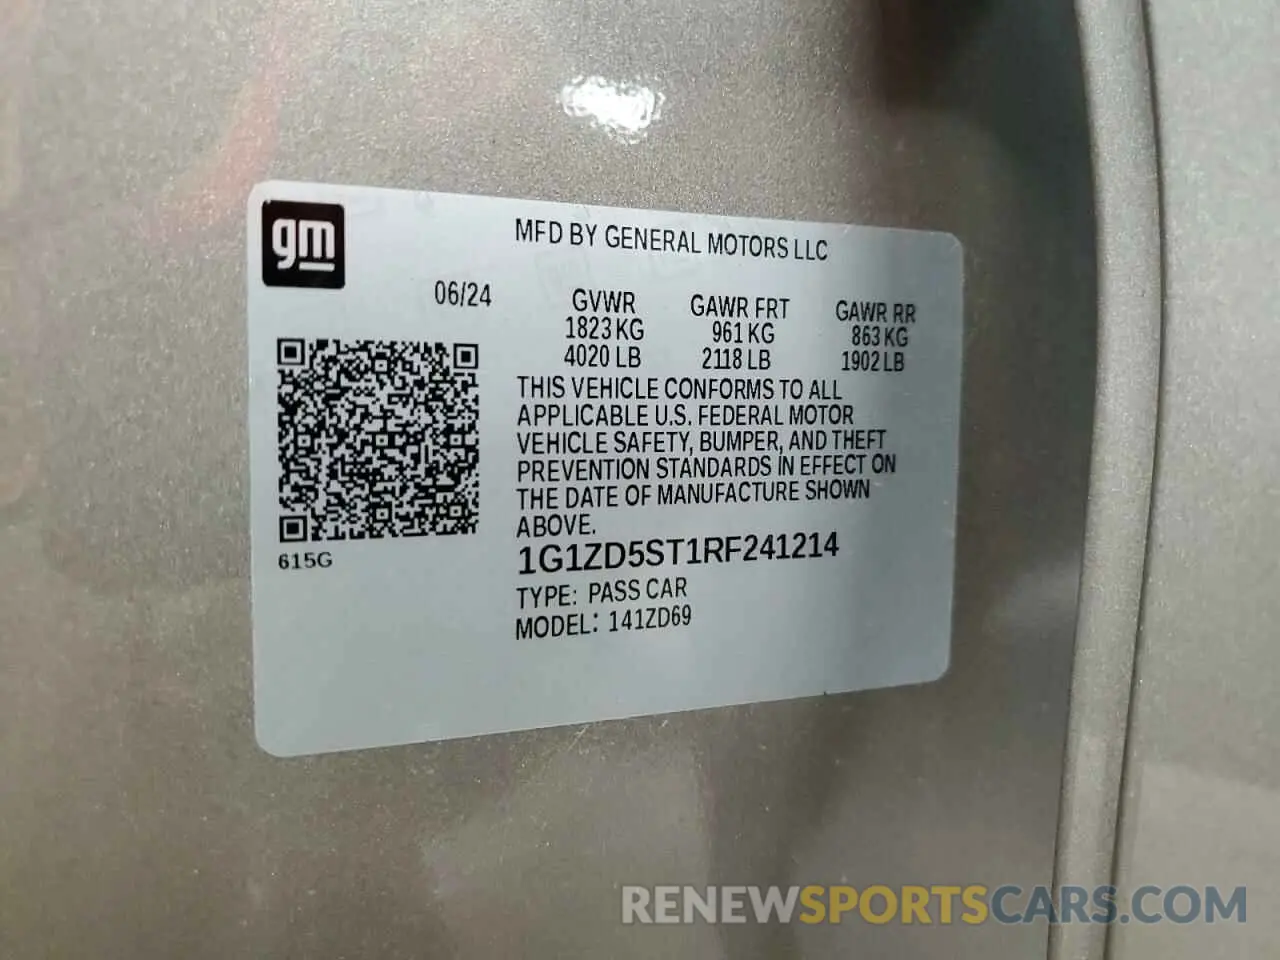 gm
MFD BY GENERAL MOTORS LLC
06/24
GVWR GAWR FRT GAWR RR
1823 KG 961 KG 863 KG
4020 LB 2118 LB 1902 LB
THIS VEHICLE CONFORMS TO ALL
APPLICABLE U.S. FEDERAL MOTOR
VEHICLE SAFETY, BUMPER, AND THEFT
PREVENTION STANDARDS IN EFFECT ON
THE DATE OF MANUFACTURE SHOWN
ABOVE.
615G
1G1ZD5ST1RF241214
TYPE: PASS CAR
MODEL: 141ZD69
RENEWSPORTSCARS.COM